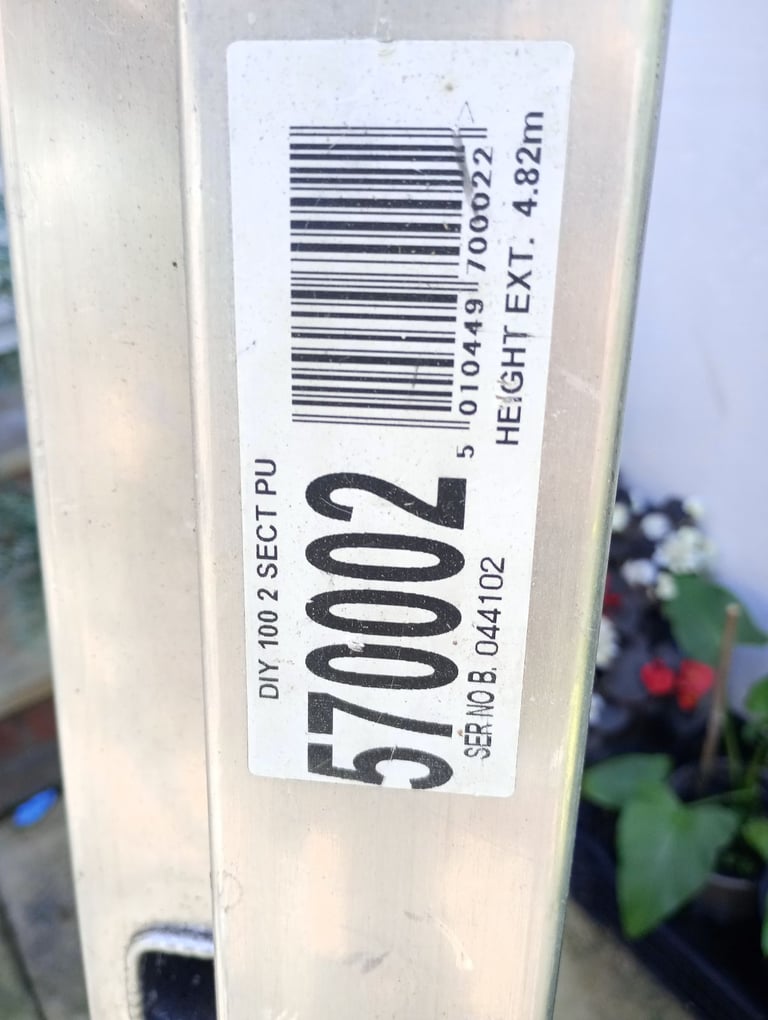 DIY 100 2 SECT PU
570002
SER NO B. 044102
5 010449 700022 >
HEIGHT EXT. 4.82m